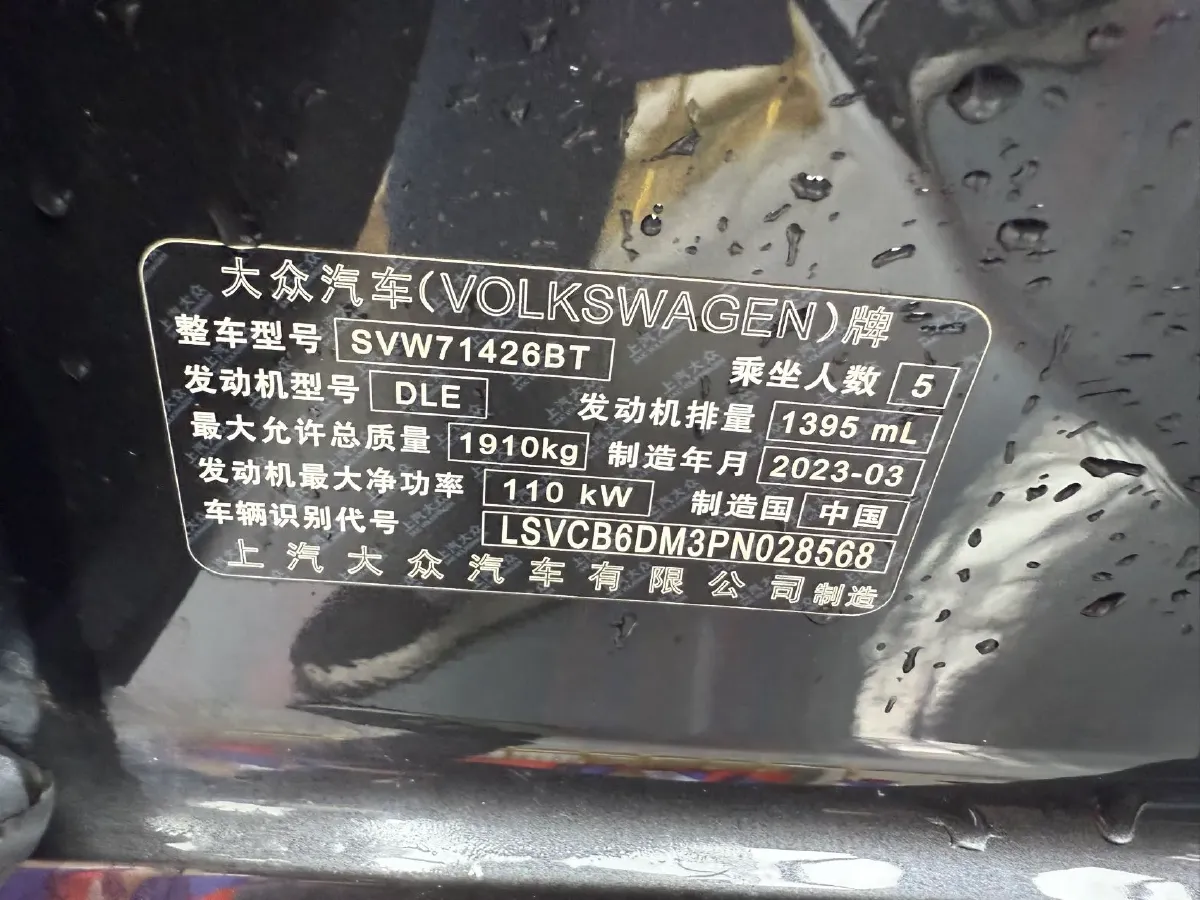 大众汽车(VOLKSWAGEN)牌
整车型号 SVW71426BT 乘坐人数 5
发动机型号 DLE 发动机排量 1395 mL
最大允许总质量 1910kg 制造年月 2023-03
发动机最大净功率 110 kW 制造国 中国
车辆识别代号 LSVCB6DM3PN028568
上汽大众汽车有限公司制造